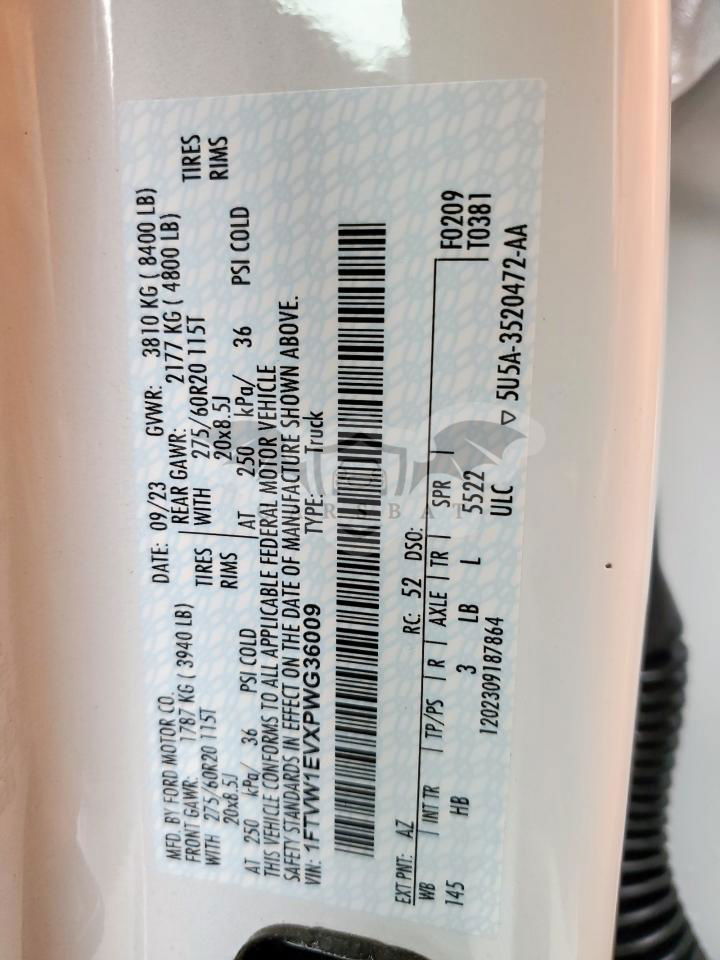 MFD. BY FORD MOTOR CO. DATE: 09/23 GVWR: 3810 KG ( 8400 LB)
FRONT GAWR: 1787 KG ( 3940 LB) REAR GAWR: 2177 KG ( 4800 LB)
WITH 275/60R20 115T TIRES WITH 275/60R20 115T TIRES
20x8.5J RIMS 20x8.5J RIMS
AT 250 kPa/ 36 PSI COLD AT 250 kPa/ 36 PSI COLD
THIS VEHICLE CONFORMS TO ALL APPLICABLE FEDERAL MOTOR VEHICLE
SAFETY STANDARDS IN EFFECT ON THE DATE OF MANUFACTURE SHOWN ABOVE.
VIN: 1FTVW1EVXPWG36009 TYPE: Truck
EXT PNT: AZ RC: 52 DSO:
WB INT TR TP/PS R AXLE TR SPR F0209
145 HB 3 LB L 5522 T0381
1202309187864 ULC
▽ 5U5A-3520472-AA